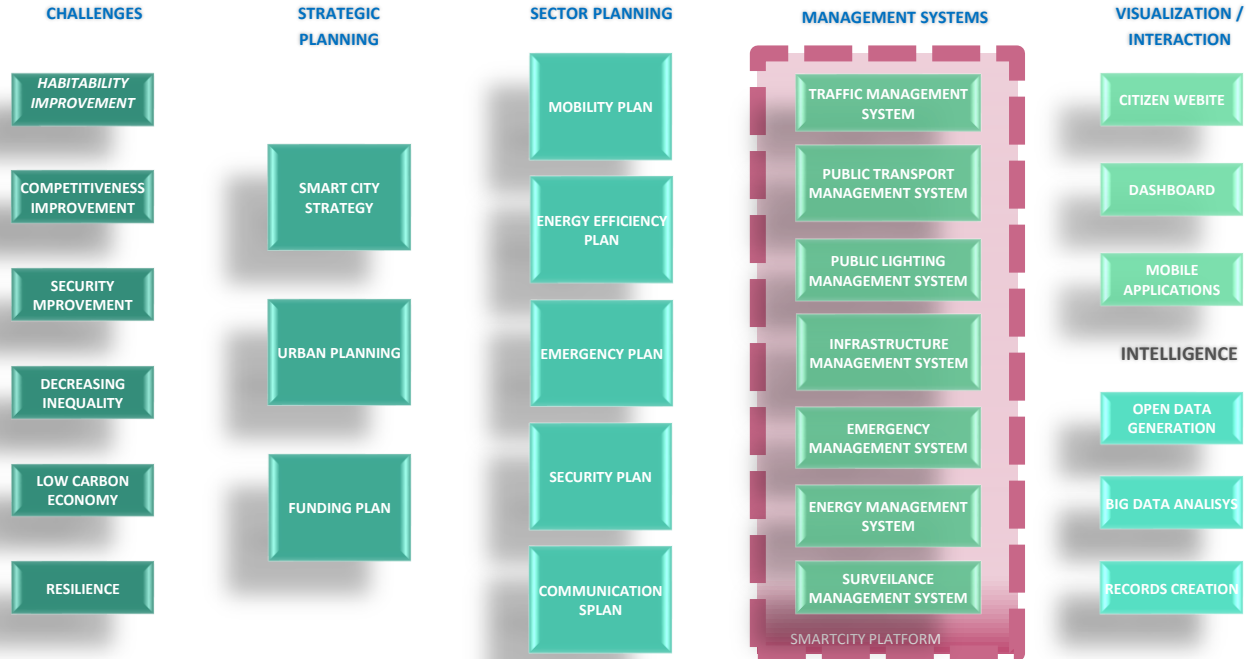 CHALLENGES
HABITABILITY
IMPROVEMENT
COMPETITIVENESS
IMPROVEMENT
SECURITY
MPROVEMENT
DECREASING
INEQUALITY
LOW CARBON
ECONOMY
RESILIENCE
STRATEGIC
PLANNING
SMART CITY
STRATEGY
URBAN PLANNING
FUNDING PLAN
SECTOR PLANNING
MOBILITY PLAN
ENERGY EFFICIENCY
PLAN
EMERGENCY PLAN
SECURITY PLAN
COMMUNICATION
SPLAN
MANAGEMENT SYSTEMS
TRAFFIC MANAGEMENT
SYSTEM
PUBLIC TRANSPORT
MANAGEMENT SYSTEM
PUBLIC LIGHTING
MANAGEMENT SYSTEM
INFRASTRUCTURE
MANAGEMENT SYSTEM
EMERGENCY
MANAGEMENT SYSTEM
ENERGY MANAGEMENT
SYSTEM
SURVEILANCE
MANAGEMENT SYSTEM
SMARTCITY PLATFORM
VISUALIZATION /
INTERACTION
CITIZEN WEBITE
DASHBOARD
MOBILE
APPLICATIONS
INTELLIGENCE
OPEN DATA
GENERATION
BIG DATA ANALISYS
RECORDS CREATION